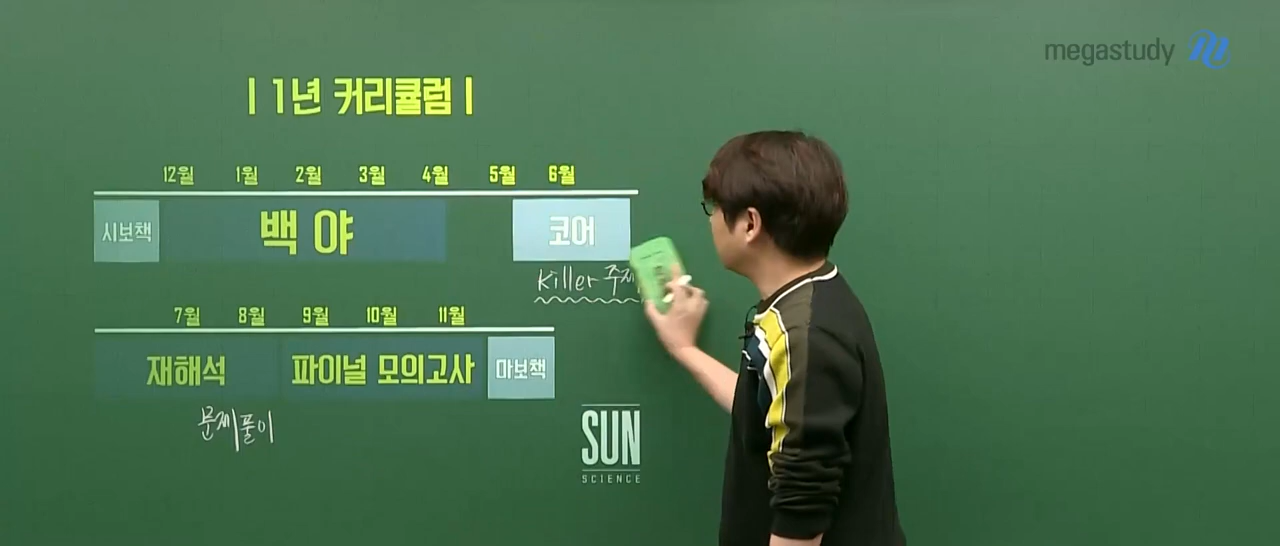 megastudy
| 1년 커리큘럼 |
12월 1월 2월 3월 4월 5월 6월
시보책 백야 코어
Killer 주제
7월 8월 9월 10월 11월
재해석 파이널 모의고사 마보책
문제풀이
SUN
SCIENCE